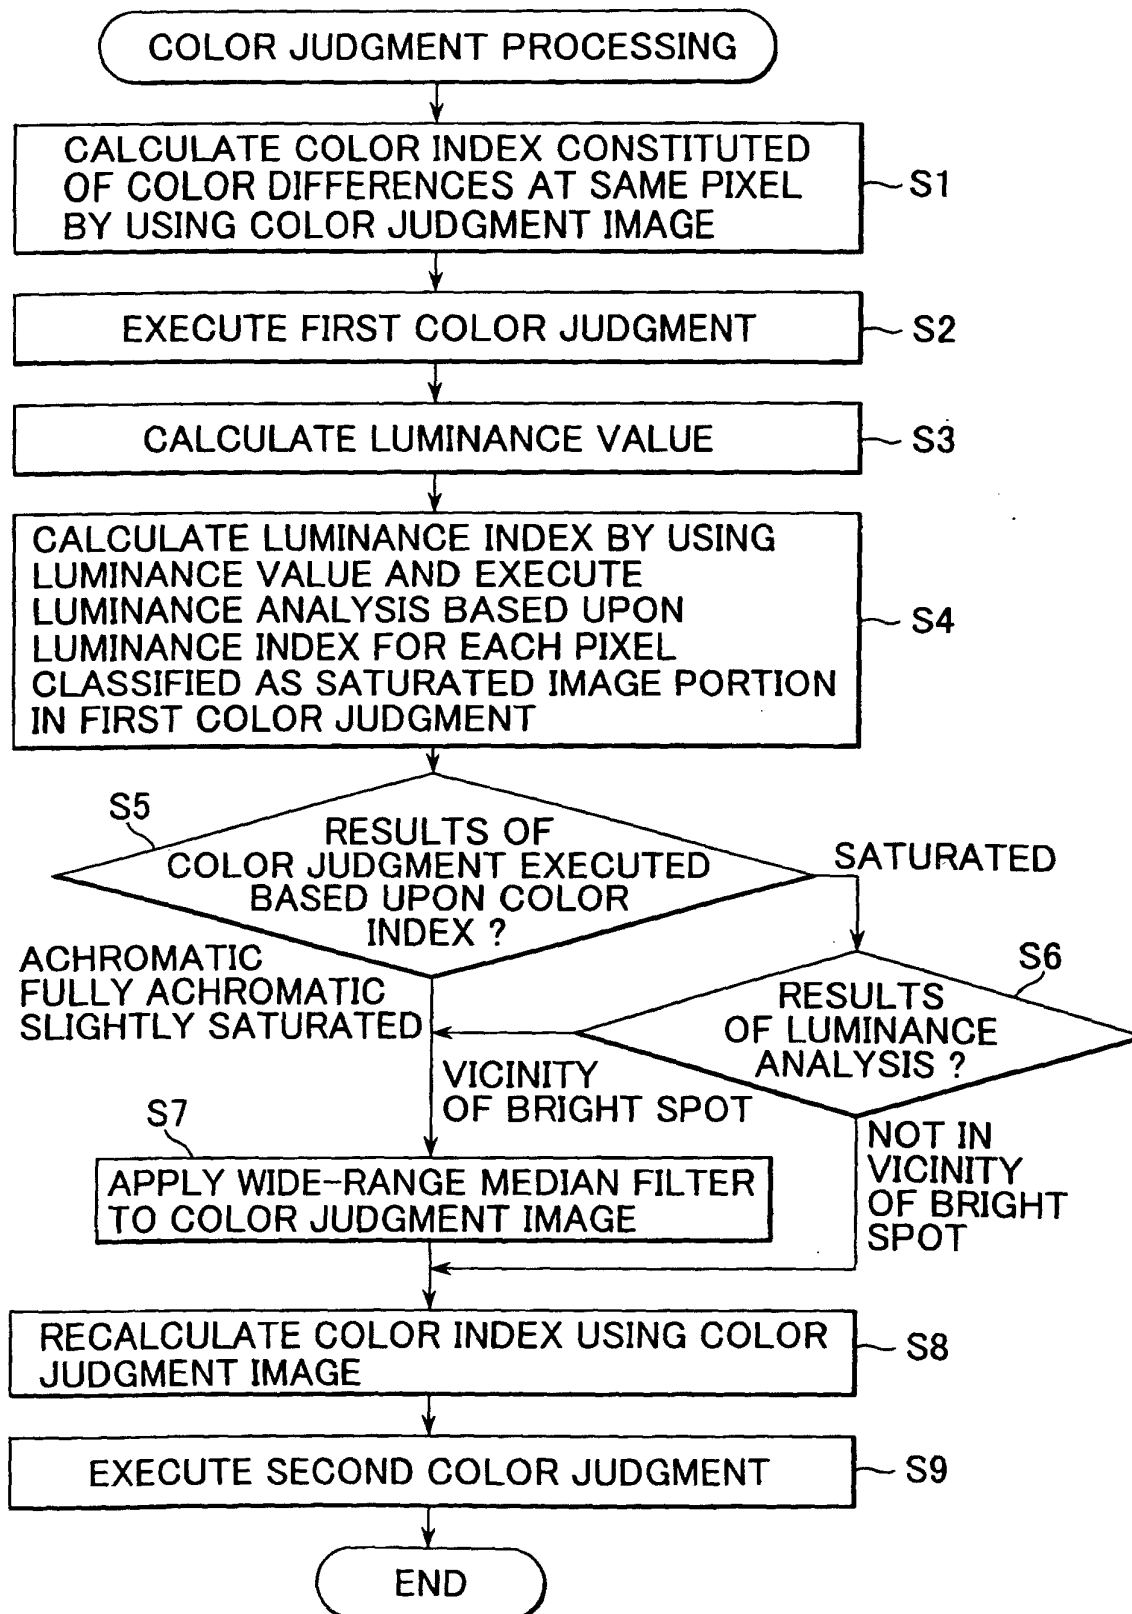 COLOR JUDGMENT PROCESSING
CALCULATE COLOR INDEX CONSTITUTED
OF COLOR DIFFERENCES AT SAME PIXEL
BY USING COLOR JUDGMENT IMAGE
S1
EXECUTE FIRST COLOR JUDGMENT
S2
CALCULATE LUMINANCE VALUE
S3
CALCULATE LUMINANCE INDEX BY USING
LUMINANCE VALUE AND EXECUTE
LUMINANCE ANALYSIS BASED UPON
LUMINANCE INDEX FOR EACH PIXEL
CLASSIFIED AS SATURATED IMAGE PORTION
IN FIRST COLOR JUDGMENT
S4
S5
RESULTS OF
COLOR JUDGMENT EXECUTED
BASED UPON COLOR
INDEX ?
SATURATED
ACHROMATIC
FULLY ACHROMATIC
SLIGHTLY SATURATED
S6
RESULTS
OF LUMINANCE
ANALYSIS ?
VICINITY
OF BRIGHT SPOT
NOT IN
VICINITY
OF BRIGHT
SPOT
S7
APPLY WIDE-RANGE MEDIAN FILTER
TO COLOR JUDGMENT IMAGE
RECALCULATE COLOR INDEX USING COLOR
JUDGMENT IMAGE
S8
EXECUTE SECOND COLOR JUDGMENT
S9
END